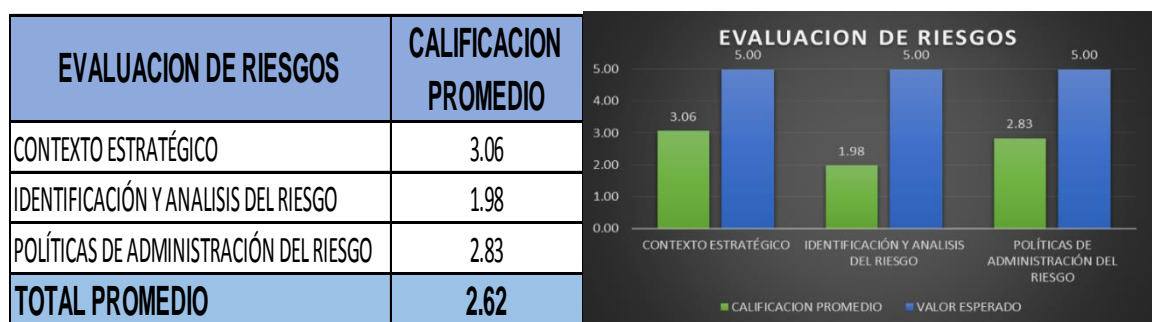 EVALUACION DE RIESGOS
CALIFICACION
PROMEDIO
CONTEXTO ESTRATÉGICO 3.06
IDENTIFICACIÓN Y ANALISIS DEL RIESGO 1.98
POLÍTICAS DE ADMINISTRACIÓN DEL RIESGO 2.83
TOTAL PROMEDIO 2.62
EVALUACION DE RIESGOS
5.00 5.00 5.00
5.00
4.00
3.00
2.00
1.00
0.00
3.06
1.98
2.83
CONTEXTO ESTRATÉGICO
IDENTIFICACIÓN Y ANALISIS
DEL RIESGO
POLÍTICAS DE
ADMINISTRACIÓN DEL
RIESGO
CALIFICACION PROMEDIO VALOR ESPERADO